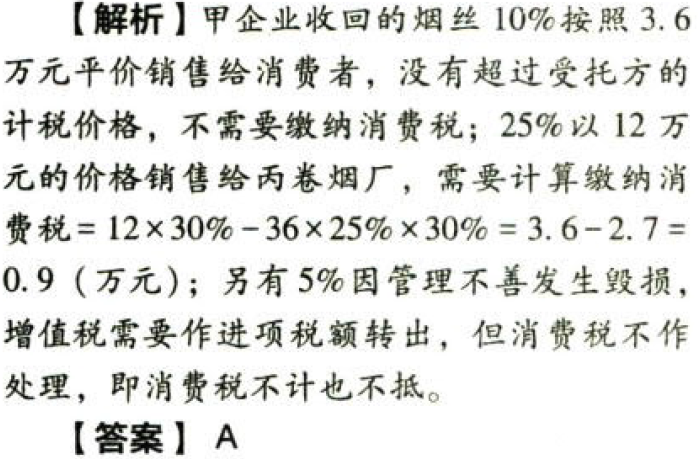 【解析】甲企业收回的烟丝10%按照3.6
万元平价销售给消费者，没有超过受托方的
计税价格，不需要缴纳消费税；25%以12万
元的价格销售给丙卷烟厂，需要计算缴纳消
费税=12×30%-36×25%×30%=3.6-2.7=
0.9（万元）；另有5%因管理不善发生毁损，
增值税需要作进项税额转出，但消费税不作
处理，即消费税不计也不抵。
【答案】 A